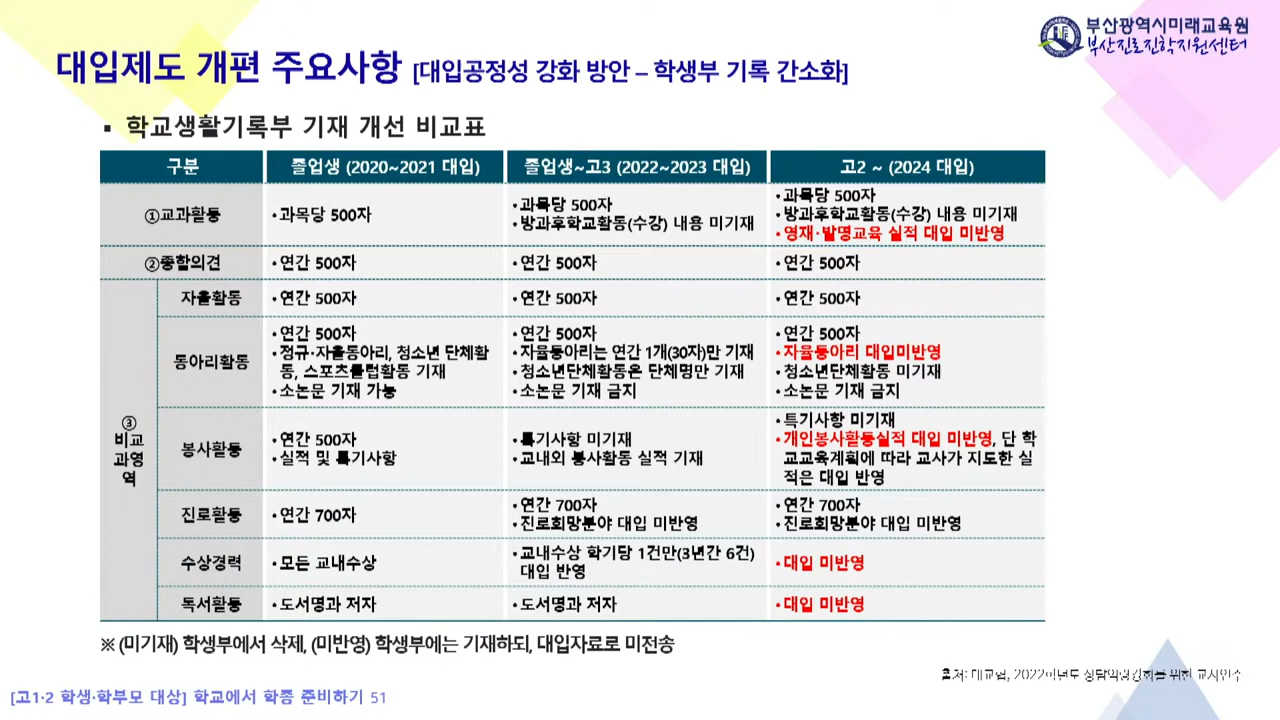 부산광역시미래교육원
부산진로진학지원센터
대입제도 개편 주요사항 [대입공정성 강화 방안 – 학생부 기록 간소화]
▪ 학교생활기록부 기재 개선 비교표
구분 졸업생 (2020~2021 대입) 졸업생~고3 (2022~2023 대입) 고2 ~ (2024 대입)
①교과활동
•과목당 500자
•과목당 500자
•방과후학교활동(수강) 내용 미기재
•과목당 500자
•방과후학교활동(수강) 내용 미기재
•영재·발명교육 실적 대입 미반영
②종합의견 •연간 500자 •연간 500자 •연간 500자
③
비교
과영
역
자율활동 •연간 500자 •연간 500자 •연간 500자
동아리활동
•연간 500자
•정규·자율동아리, 청소년 단체활
동, 스포츠클럽활동 기재
•소논문 기재 가능
•연간 500자
•자율동아리는 연간 1개(30자)만 기재
•청소년단체활동은 단체명만 기재
•소논문 기재 금지
•연간 500자
•자율동아리 대입미반영
•청소년단체활동 미기재
•소논문 기재 금지
봉사활동
•연간 500자
•실적 및 특기사항
•특기사항 미기재
•교내외 봉사활동 실적 기재
•특기사항 미기재
•개인봉사활동실적 대입 미반영, 단 학
교교육계획에 따라 교사가 지도한 실
적은 대입 반영
진로활동
•연간 700자
•연간 700자
•진로희망분야 대입 미반영
•연간 700자
•진로희망분야 대입 미반영
수상경력
•모든 교내수상
•교내수상 학기당 1건만(3년간 6건)
대입 반영
•대입 미반영
독서활동 •도서명과 저자 •도서명과 저자 •대입 미반영
※ (미기재) 학생부에서 삭제, (미반영) 학생부에는 기재하되, 대입자료로 미전송
출처: 대교협, 2022학년도 상담역량강화를 위한 교사연수
[고1·2 학생·학부모 대상] 학교에서 학종 준비하기 51